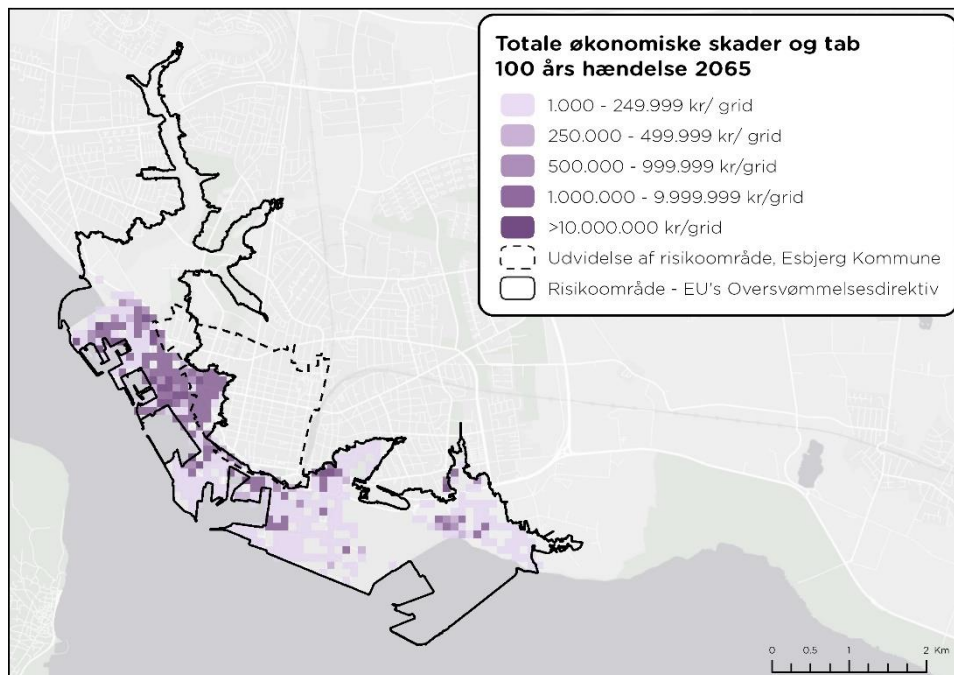 Totale økonomiske skader og tab
100 års hændelse 2065
1.000 - 249.999 kr/ grid
250.000 - 499.999 kr/ grid
500.000 - 999.999 kr/grid
1.000.000 - 9.999.999 kr/grid
>10.000.000 kr/grid
Udvidelse af risikoområde, Esbjerg Kommune
Risikoområde - EU's Oversvømmelsesdirektiv
0 0.5 1 2 Km